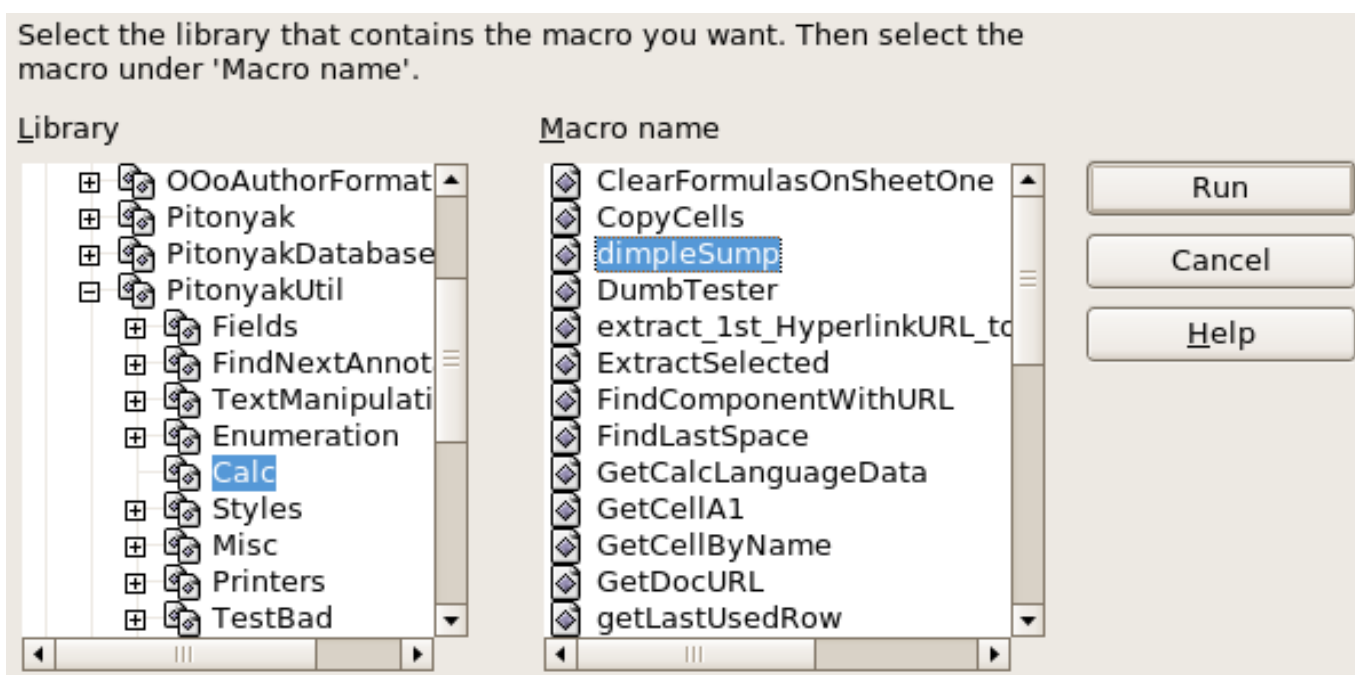 Select the library that contains the macro you want. Then select the
macro under 'Macro name'.
Library
OOoAuthorFormat
Pitonyak
PitonyakDatabase
PitonyakUtil
Fields
FindNextAnnot
TextManipulati
Enumeration
Calc
Styles
Misc
Printers
TestBad
Macro name
ClearFormulasOnSheetOne
CopyCells
dimpleSump
DumbTester
extract_1st_HyperlinkURL_to
ExtractSelected
FindComponentWithURL
FindLastSpace
GetCalcLanguageData
GetCellA1
GetCellByName
GetDocURL
getLastUsedRow
Run
Cancel
Help